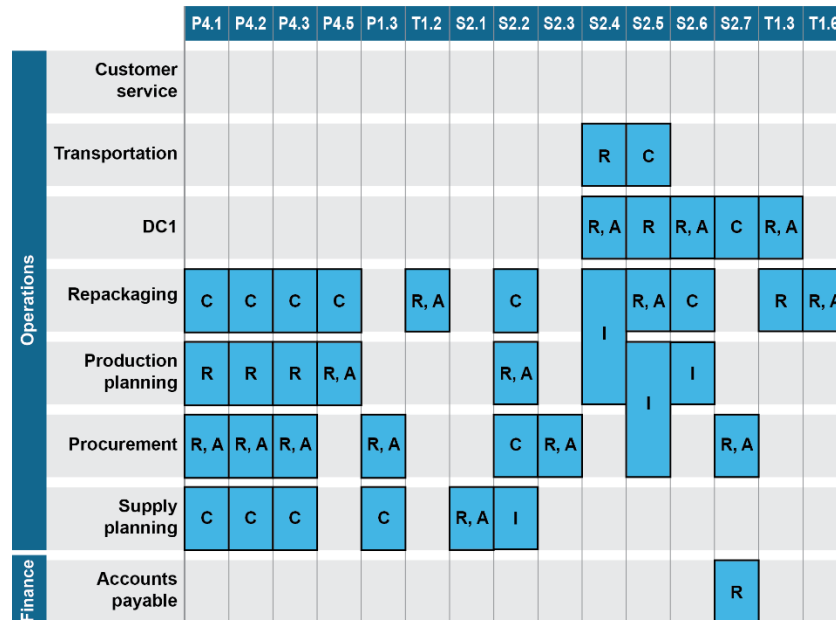 P4.1 P4.2 P4.3 P4.5 P1.3 T1.2 S2.1 S2.2 S2.3 S2.4 S2.5 S2.6 S2.7 T1.3 T1.6
Operations
Customer
service
Transportation R C
DC1 R, A R R, A C R, A
Repackaging C C C C R, A C I R, A C R R, A
Production
planning R R R R, A R, A I I
Procurement R, A R, A R, A R, A C R, A R, A
Supply
planning C C C C R, A I
Finance
Accounts
payable R